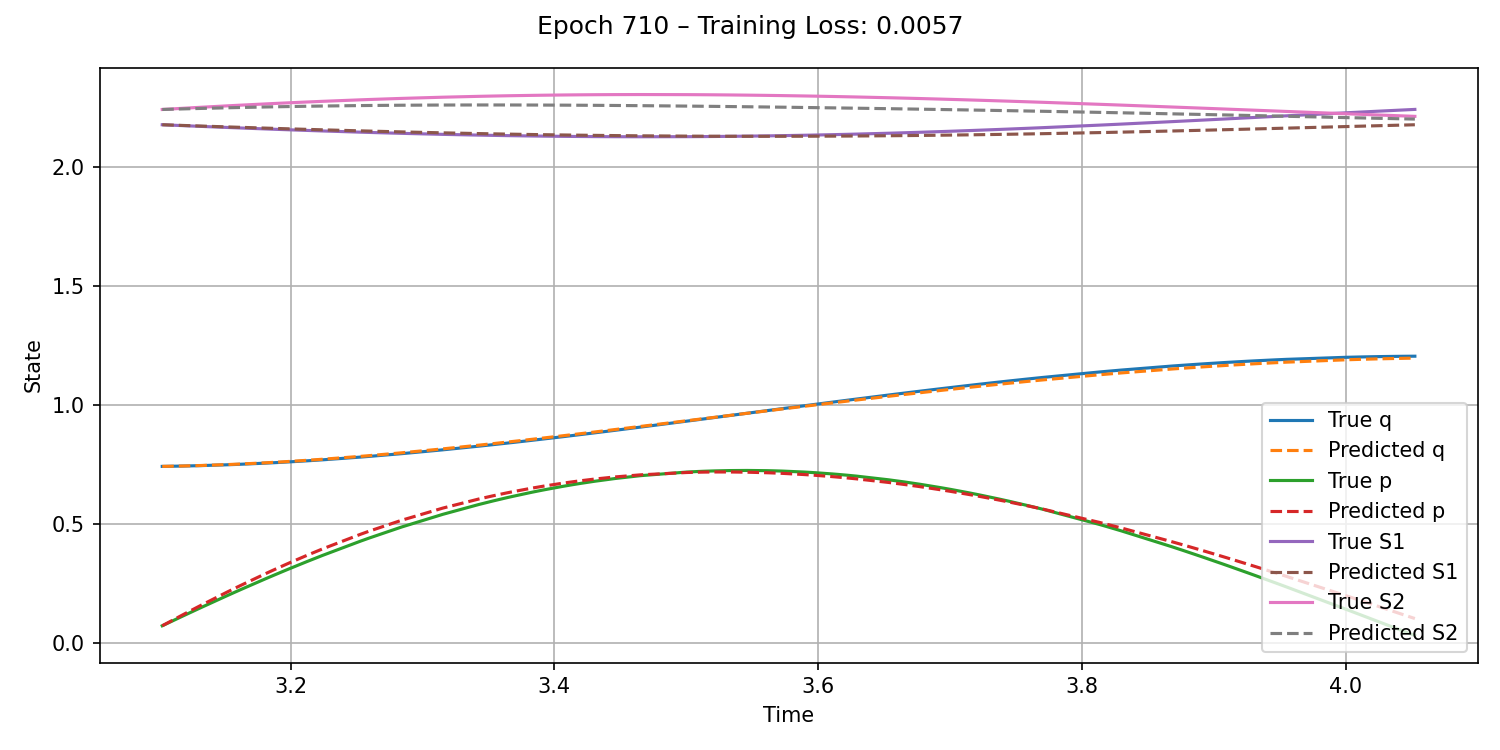 Epoch 710 – Training Loss: 0.0057
State
2.0
1.5
1.0
0.5
0.0
3.2
3.4
3.6
3.8
4.0
Time
True q
Predicted q
True p
Predicted p
True S1
Predicted S1
True S2
Predicted S2